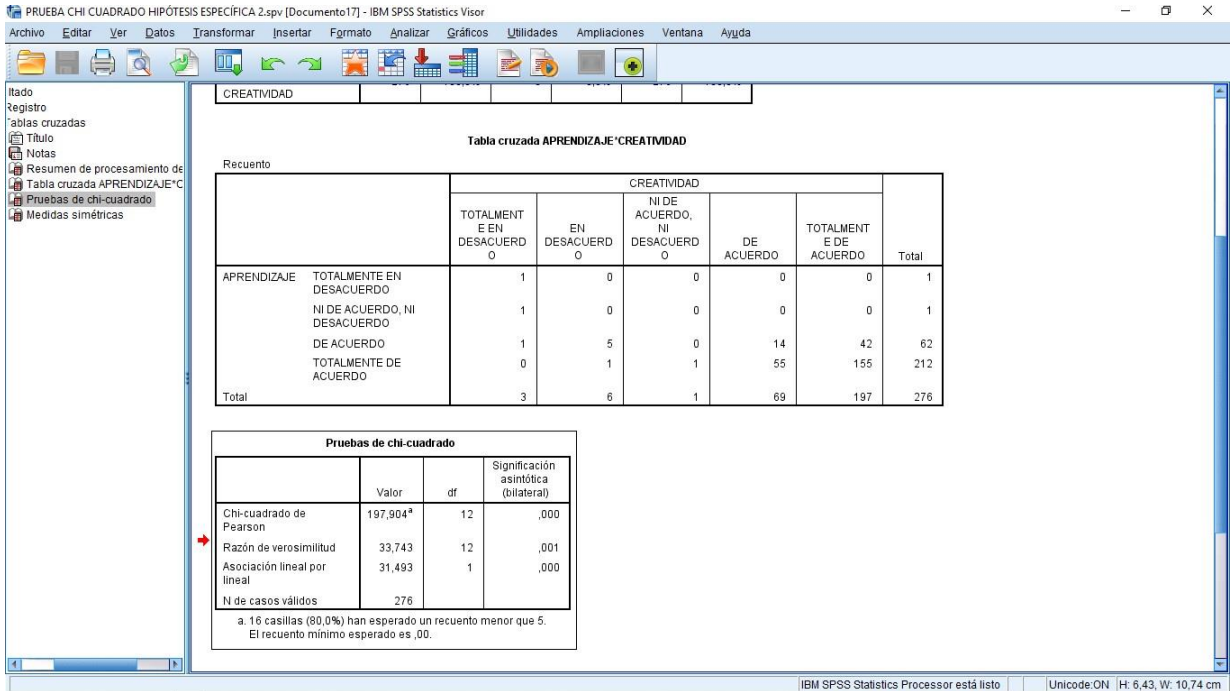 PRUEBA CHI CUADRADO HIPÓTESIS ESPECÍFICA 2.spv [Documento17] - IBM SPSS Statistics Visor
Archivo Editar Ver Datos Transformar Insertar Formato Analizar Gráficos Utilidades Ampliaciones Ventana Ayuda
ltado
Registro
Tablas cruzadas
Título
Notas
Resumen de procesamiento de
Tabla cruzada APRENDIZAJE*C
Pruebas de chi-cuadrado
Medidas simétricas
CREATIVIDAD
Tabla cruzada APRENDIZAJE*CREATIVIDAD
Recuento
CREATIVIDAD
TOTALMENT
E EN
DESACUERD
O
EN
DESACUERD
O
NI DE
ACUERDO,
NI
DESACUERD
O
DE
ACUERDO
TOTALMENT
E DE
ACUERDO
Total
APRENDIZAJE TOTALMENTE EN
DESACUERDO
1 0 0 0 0 1
NI DE ACUERDO, NI
DESACUERDO
1 0 0 0 0 1
DE ACUERDO 1 5 0 14 42 62
TOTALMENTE DE
ACUERDO
0 1 1 55 155 212
Total 3 6 1 69 197 276
Pruebas de chi-cuadrado
Valor df Significación
asintótica
(bilateral)
Chi-cuadrado de
Pearson
197,904a 12 ,000
Razón de verosimilitud 33,743 12 ,001
Asociación lineal por
lineal
31,493 1 ,000
N de casos válidos 276
a. 16 casillas (80,0%) han esperado un recuento menor que 5.
El recuento mínimo esperado es ,00.
IBM SPSS Statistics Processor está listo Unicode:ON H: 6,43, W: 10,74 cm